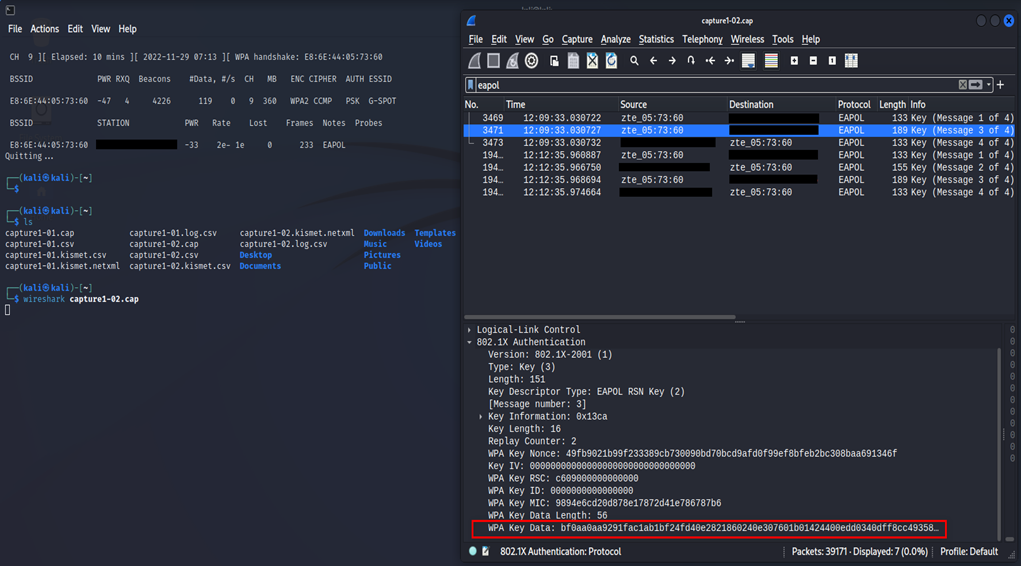 File Actions Edit View Help
CH 9 ][ Elapsed: 10 mins ][ 2022-11-29 07:13 ][ WPA handshake: E8:6E:44:05:73:60
BSSID PWR RXQ Beacons #Data, #/s CH MB ENC CIPHER AUTH ESSID
E8:6E:44:05:73:60 -47 4 4226 119 0 9 360 WPA2 CCMP PSK G-SPOT
BSSID STATION PWR Rate Lost Frames Notes Probes
E8:6E:44:05:73:60 -33 2e- 1e 0 233 EAPOL
Quitting...
┌──(kali㉿kali)-[~]
└─$
┌──(kali㉿kali)-[~]
└─$ ls
capture1-01.cap capture1-01.log.csv capture1-02.kismet.netxml Downloads Templates
capture1-01.csv capture1-02.cap capture1-02.log.csv Music Videos
capture1-01.kismet.csv capture1-02.csv Desktop Pictures
capture1-01.kismet.netxml capture1-02.kismet.csv Documents Public
┌──(kali㉿kali)-[~]
└─$ wireshark capture1-02.cap
capture1-02.cap
File Edit View Go Capture Analyze Statistics Telephony Wireless Tools Help
eapol
No. Time Source Destination Protocol Length Info
3469 12:09:33.030722 zte_05:73:60 EAPOL 133 Key (Message 1 of 4)
3471 12:09:33.030727 zte_05:73:60 EAPOL 189 Key (Message 3 of 4)
3473 12:09:33.030732 zte_05:73:60 EAPOL 133 Key (Message 4 of 4)
194… 12:12:35.960887 zte_05:73:60 EAPOL 133 Key (Message 1 of 4)
194… 12:12:35.966750 zte_05:73:60 EAPOL 155 Key (Message 2 of 4)
194… 12:12:35.968694 zte_05:73:60 EAPOL 189 Key (Message 3 of 4)
194… 12:12:35.974664 zte_05:73:60 EAPOL 133 Key (Message 4 of 4)
Logical-Link Control
802.1X Authentication
Version: 802.1X-2001 (1)
Type: Key (3)
Length: 151
Key Descriptor Type: EAPOL RSN Key (2)
[Message number: 3]
Key Information: 0x13ca
Key Length: 16
Replay Counter: 2
WPA Key Nonce: 49fb9021b99f233389cb730090bd70bcd9afd0f99ef8bfeb2bc308baa691346f
Key IV: 00000000000000000000000000000000
WPA Key RSC: c609000000000000
WPA Key ID: 0000000000000000
WPA Key MIC: 9894e6cd20d878e17872d41e786787b6
WPA Key Data Length: 56
WPA Key Data: bf0aa0aa9291fac1ab1bf24fd40e2821860240e307601b01424400edd0340dff8cc49358…
802.1X Authentication: Protocol
Packets: 39171 · Displayed: 7 (0.0%)
Profile: Default